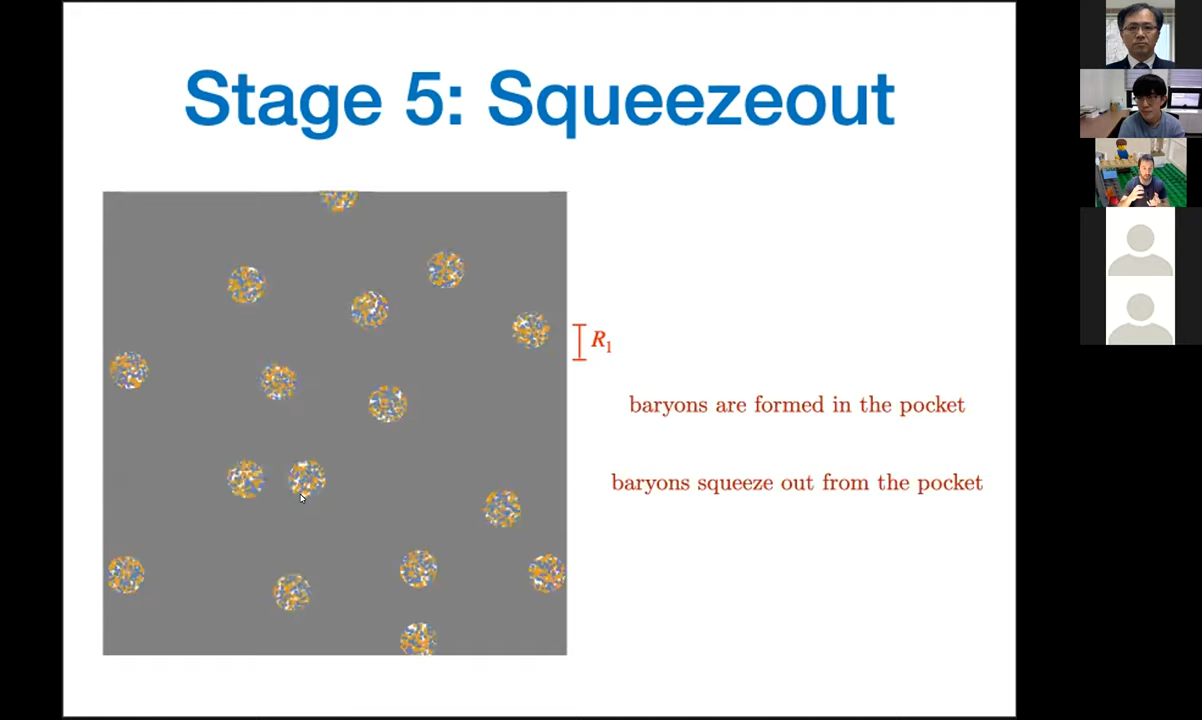 Stage 5: Squeezeout
R₁
baryons are formed in the pocket
baryons squeeze out from the pocket